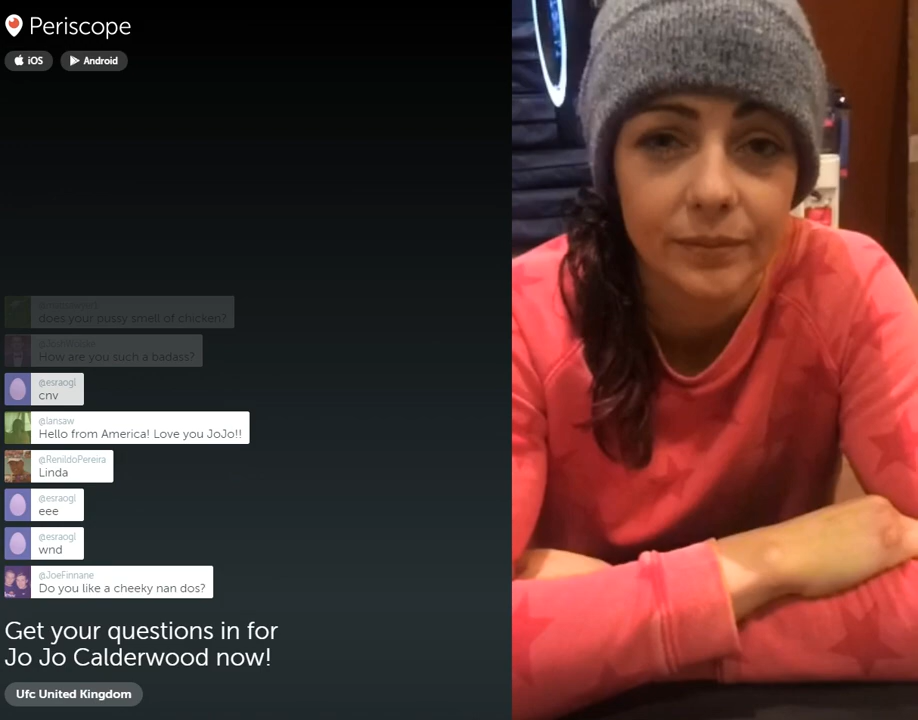 Periscope
iOS
Android
does your pussy smell of chicken?
How are you such a badass?
@esraogl
cnv
@lansaw
Hello from America! Love you JoJo!!
@RenildoPereira
Linda
@esraogl
eee
@esraogl
wnd
@JoeFinnane
Do you like a cheeky nan dos?
Get your questions in for
Jo Jo Calderwood now!
Ufc United Kingdom